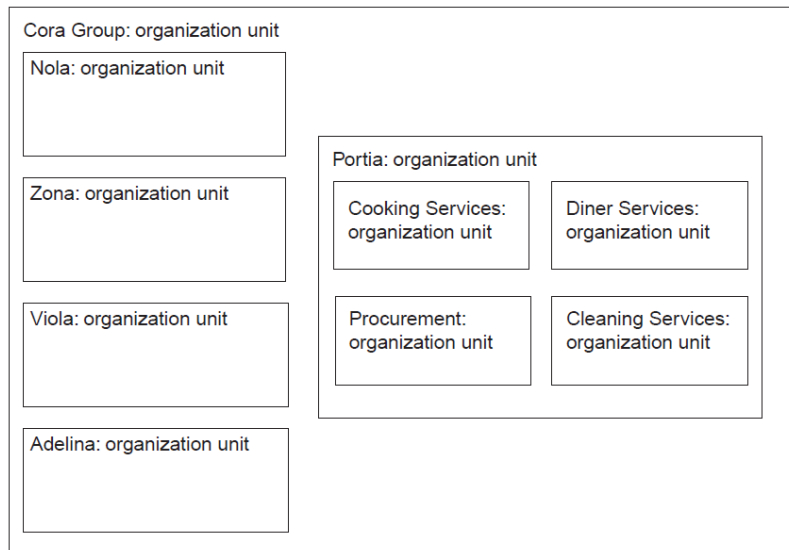 Cora Group: organization unit
Nola: organization unit
Zona: organization unit
Viola: organization unit
Adelina: organization unit
Portia: organization unit
Cooking Services:
organization unit
Diner Services:
organization unit
Procurement:
organization unit
Cleaning Services:
organization unit